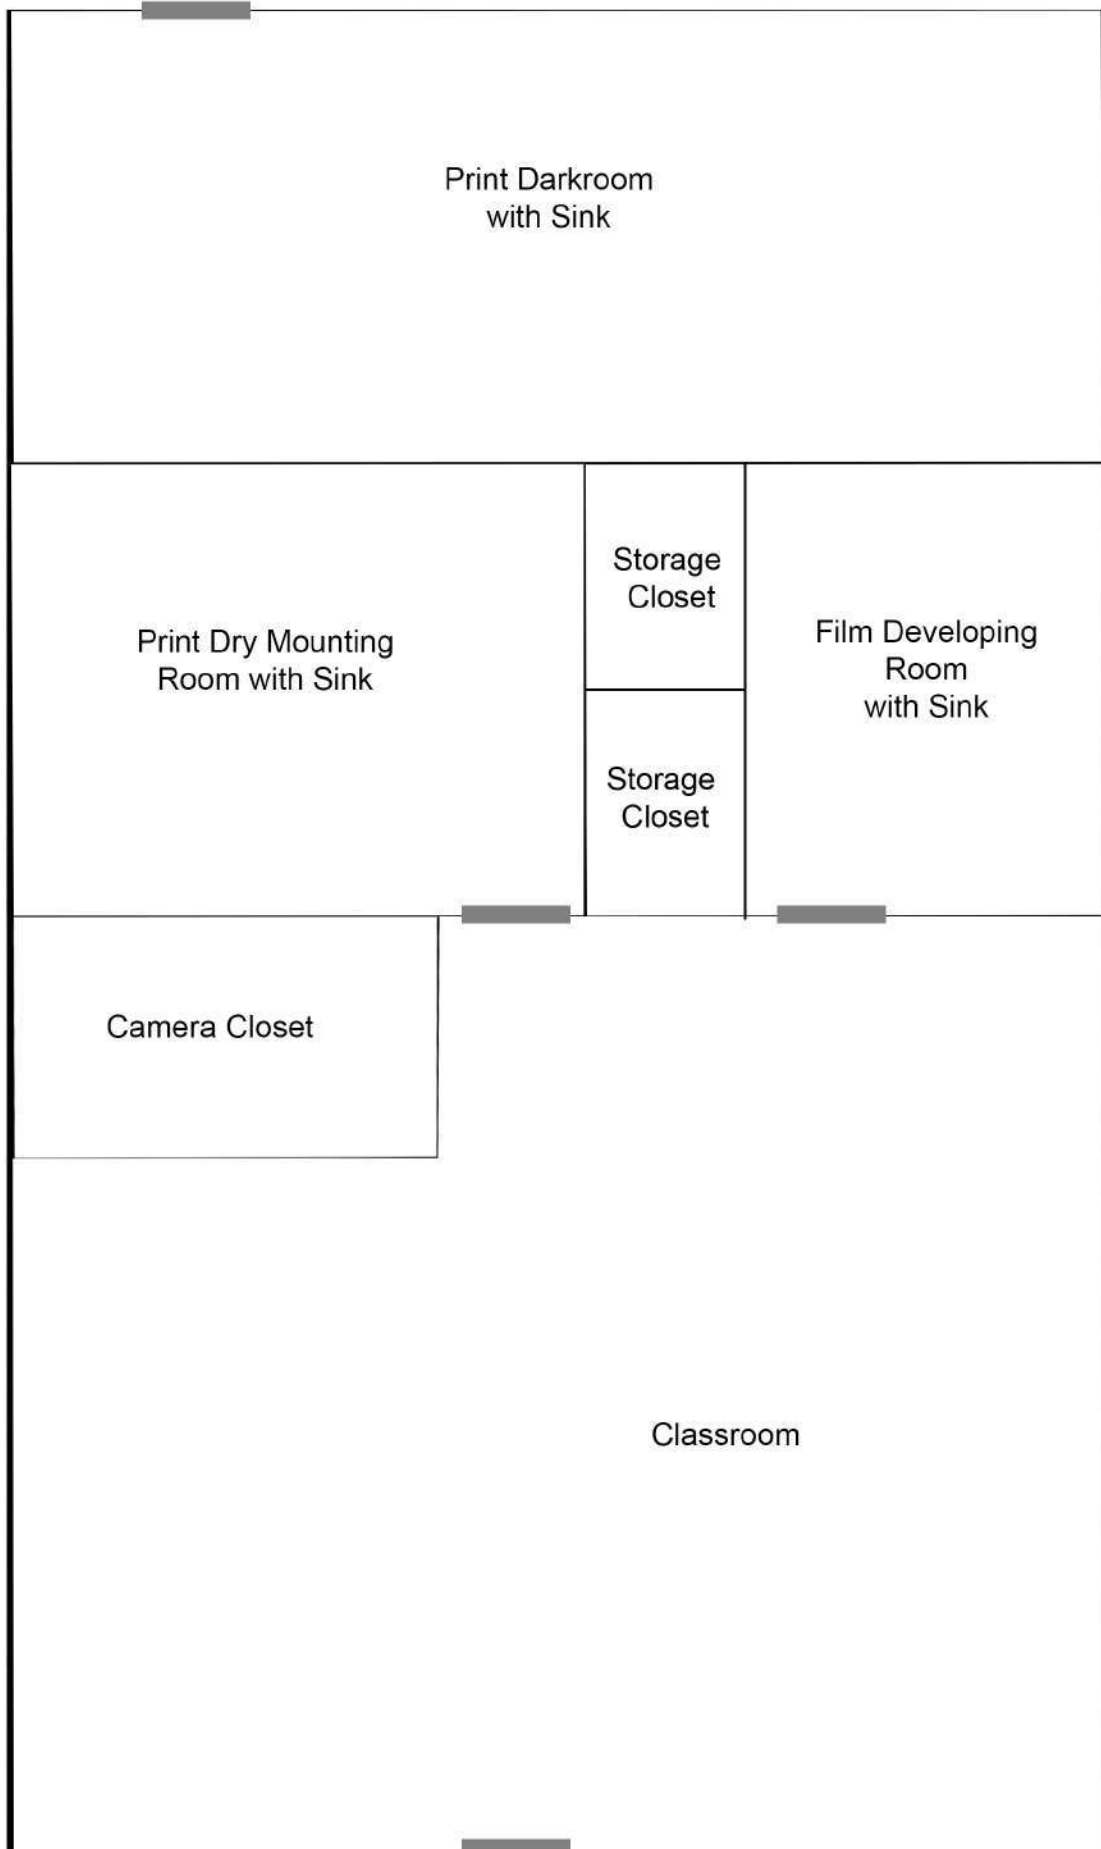 Print Darkroom
with Sink
Storage
Closet
Print Dry Mounting
Room with Sink
Film Developing
Room
with Sink
Storage
Closet
Camera Closet
Classroom